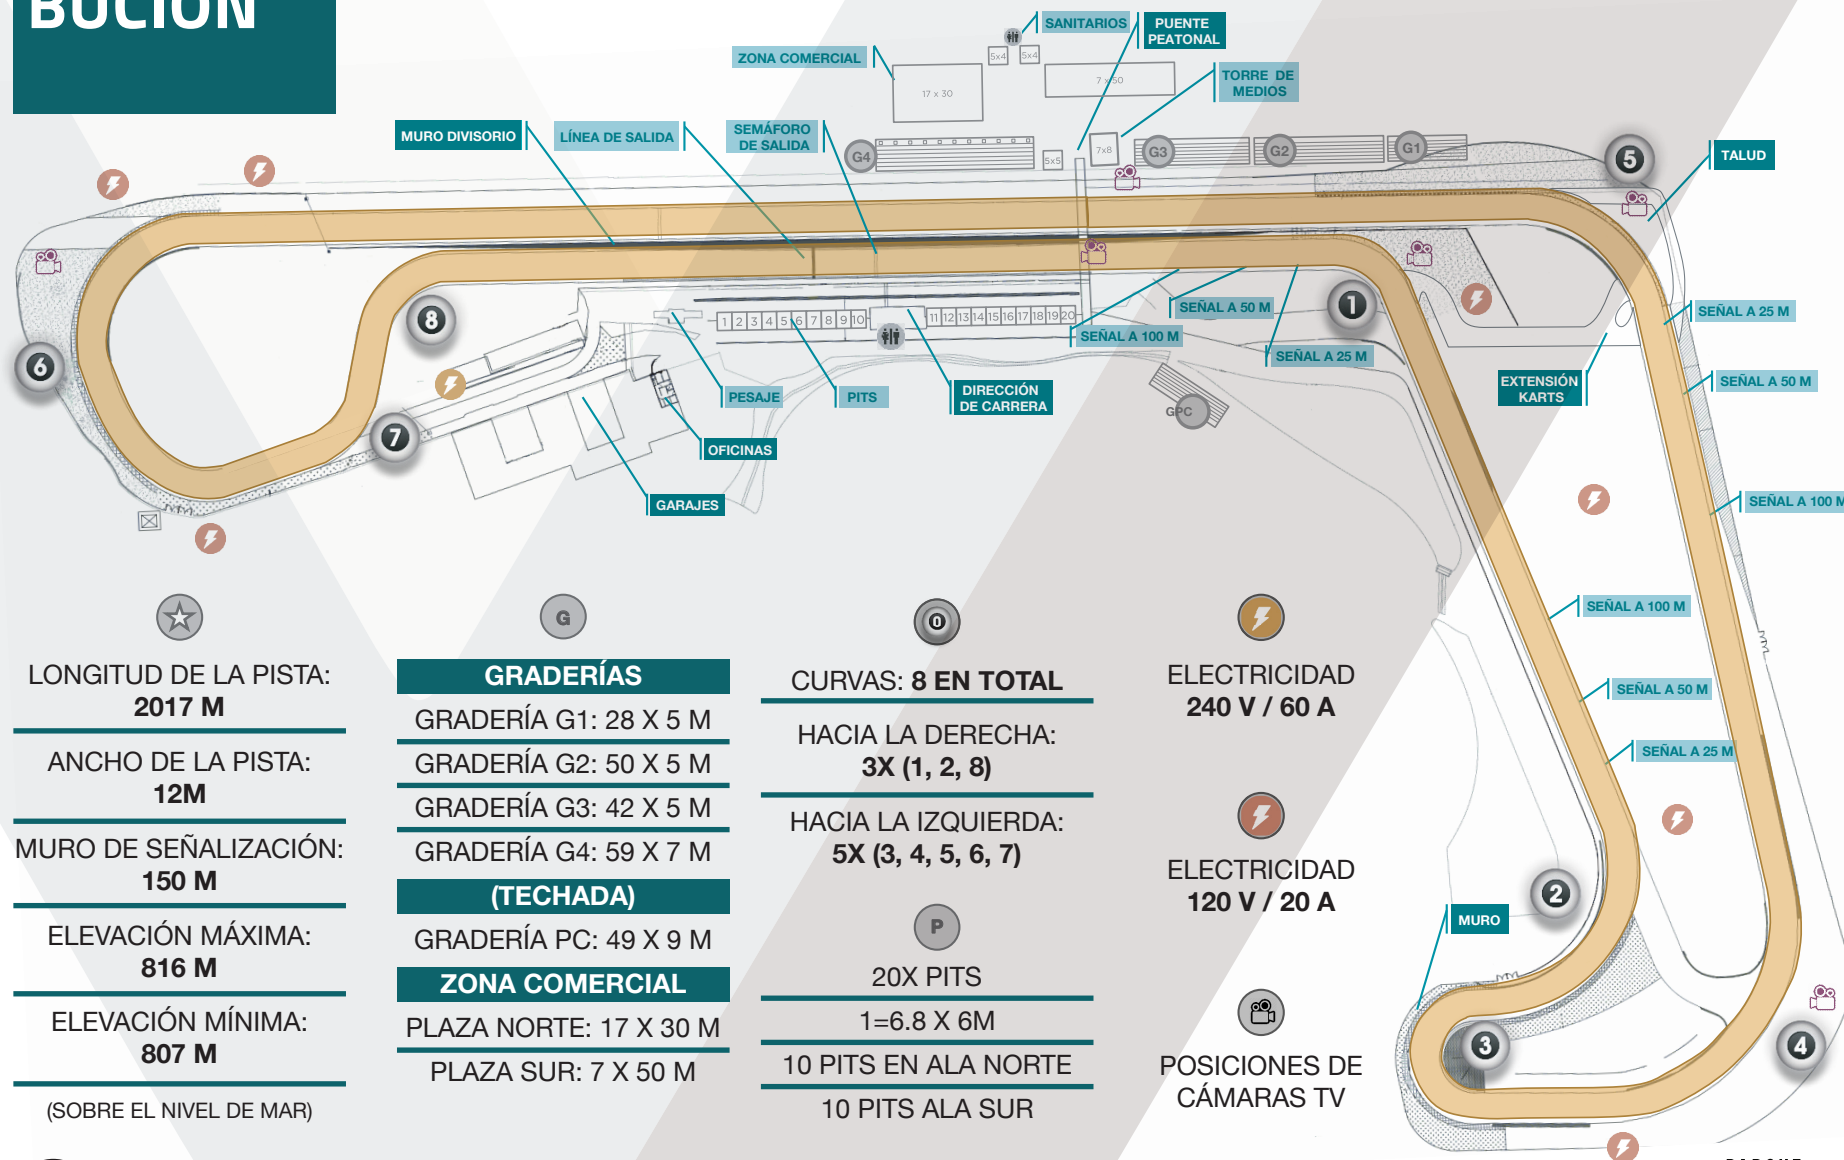 BUCIÓN
SANITARIOS
PUENTE
PEATONAL
ZONA COMERCIAL
5x4
5x4
7 x 50
17 x 30
TORRE DE
MEDIOS
MURO DIVISORIO
LÍNEA DE SALIDA
SEMÁFORO
DE SALIDA
G4
5x5
7x8
G3
G2
G1
5
TALUD
8
1 2 3 4 5 6 7 8 9 10
11 12 13 14 15 16 17 18 19 20
SEÑAL A 50 M
SEÑAL A 100 M
SEÑAL A 25 M
1
SEÑAL A 25 M
SEÑAL A 50 M
SEÑAL A 100 M
EXTENSIÓN
KARTS
6
7
PESAJE
PITS
DIRECCIÓN
DE CARRERA
GPC
OFICINAS
GARAJES
SEÑAL A 100 M
SEÑAL A 50 M
SEÑAL A 25 M
2
MURO
3
4
LONGITUD DE LA PISTA:
2017 M
ANCHO DE LA PISTA:
12M
MURO DE SEÑALIZACIÓN:
150 M
ELEVACIÓN MÁXIMA:
816 M
ELEVACIÓN MÍNIMA:
807 M
(SOBRE EL NIVEL DE MAR)
G
GRADERÍAS
GRADERÍA G1: 28 X 5 M
GRADERÍA G2: 50 X 5 M
GRADERÍA G3: 42 X 5 M
GRADERÍA G4: 59 X 7 M
(TECHADA)
GRADERÍA PC: 49 X 9 M
ZONA COMERCIAL
PLAZA NORTE: 17 X 30 M
PLAZA SUR: 7 X 50 M
0
CURVAS: 8 EN TOTAL
HACIA LA DERECHA:
3X (1, 2, 8)
HACIA LA IZQUIERDA:
5X (3, 4, 5, 6, 7)
P
20X PITS
1=6.8 X 6M
10 PITS EN ALA NORTE
10 PITS ALA SUR
ELECTRICIDAD
240 V / 60 A
ELECTRICIDAD
120 V / 20 A
POSICIONES DE
CÁMARAS TV